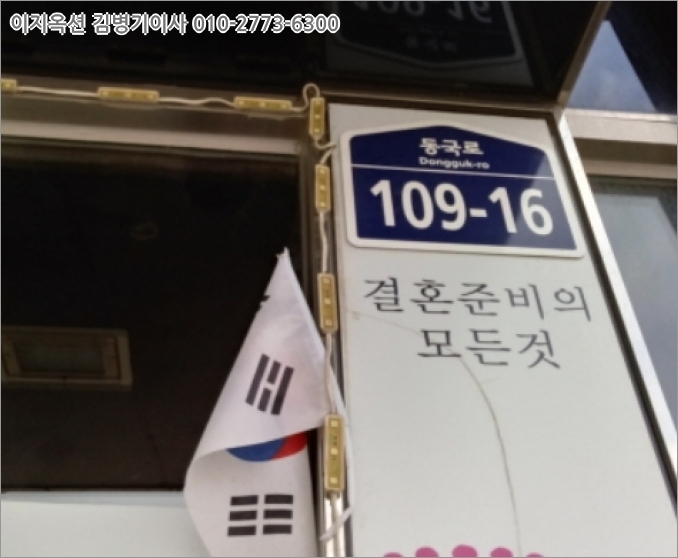 이지옥션 김병기이사 010-2773-6300
동국로
Dongguk-ro
109-16
결혼준비의
모든것